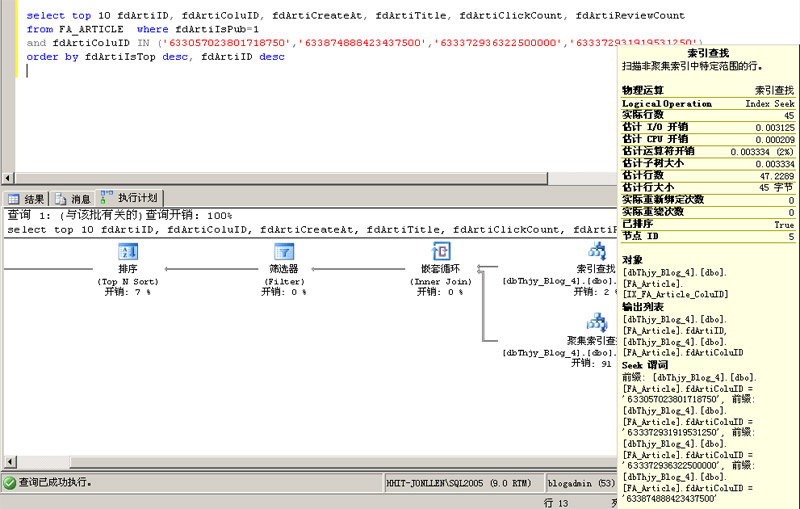 select top 10 fdArtiID, fdArtiColuID, fdArtiCreateAt, fdArtiTitle, fdArtiClickCount, fdArtiReviewCount
from FA_ARTICLE  where fdArtiIsPub=1
and fdArtiColuID IN ('633057023801718750','633874888423437500','633372936322500000','633372931919531250')
order by fdArtiIsTop desc, fdArtiID desc
结果 消息 执行计划
查询 1: (与该批有关的)查询开销: 100%
select top 10 fdArtiID, fdArtiColuID, fdArtiCreateAt, fdArtiTitle, fdArtiClickCount, fdArtiR
排序
(Top N Sort)
开销: 7 %
筛选器
(Filter)
开销: 0 %
嵌套循环
(Inner Join)
开销: 0 %
索引查找
[dbThjy_Blog_4].[dbo].
开销: 2 %
聚集索引查
[dbThjy_Blog_4].[dbo].
开销: 91
索引查找
扫描非聚集索引中特定范围的行。
物理运算 索引查找
Logical Operation Index Seek
实际行数 45
估计 I/O 开销 0.003125
估计 CPU 开销 0.000209
估计运算符开销 0.003334 (2%)
估计子树大小 0.003334
估计行数 47.2289
估计行大小 45 字节
实际重新绑定次数 0
实际重绕次数 0
已排序 True
节点 ID 5
对象
[dbThjy_Blog_4].[dbo].
[FA_Article].
[IX_FA_Article_ColuID]
输出列表
[dbThjy_Blog_4].[dbo].
[FA_Article].fdArtiID,
[dbThjy_Blog_4].[dbo].
[FA_Article].fdArtiColuID
Seek 谓词
前缀: [dbThjy_Blog_4].[dbo].
[FA_Article].fdArtiColuID =
'633057023801718750', 前缀:
[dbThjy_Blog_4].[dbo].
[FA_Article].fdArtiColuID =
'633372931919531250', 前缀:
[dbThjy_Blog_4].[dbo].
[FA_Article].fdArtiColuID =
'633372936322500000', 前缀:
[dbThjy_Blog_4].[dbo].
[FA_Article].fdArtiColuID =
'633874888423437500'
查询已成功执行。 HHIT-JONLLEN\SQL2005 (9.0 RTM) blogadmin (53)
行 13